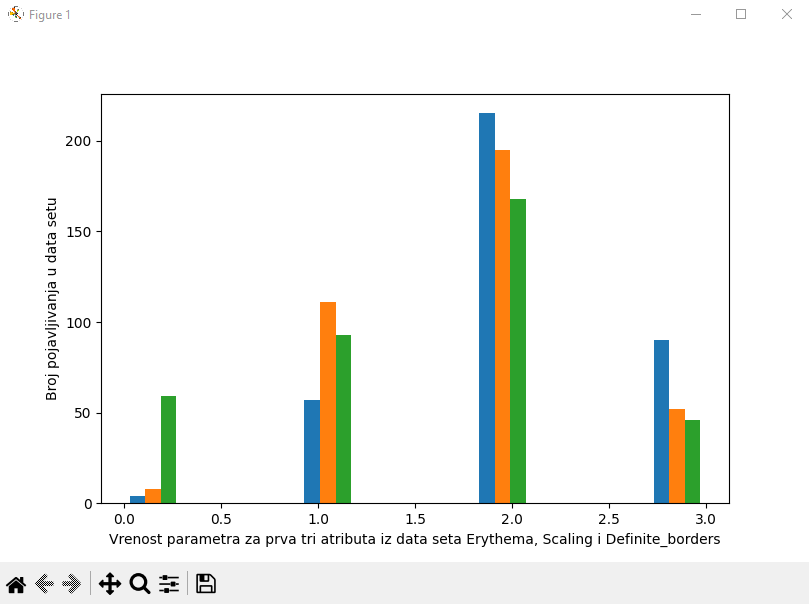 Figure 1
Broj pojavljivanja u data setu
200
150
100
50
0
0.0 0.5 1.0 1.5 2.0 2.5 3.0
Vrenost parametra za prva tri atributa iz data seta Erythema, Scaling i Definite_borders